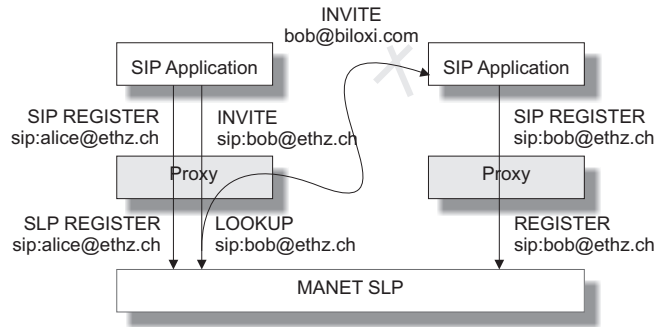 INVITE
bob@biloxi.com
SIP Application
SIP Application
SIP REGISTER
sip:alice@ethz.ch
INVITE
sip:bob@ethz.ch
SIP REGISTER
sip:bob@ethz.ch
Proxy
Proxy
SLP REGISTER
sip:alice@ethz.ch
LOOKUP
sip:bob@ethz.ch
REGISTER
sip:bob@ethz.ch
MANET SLP